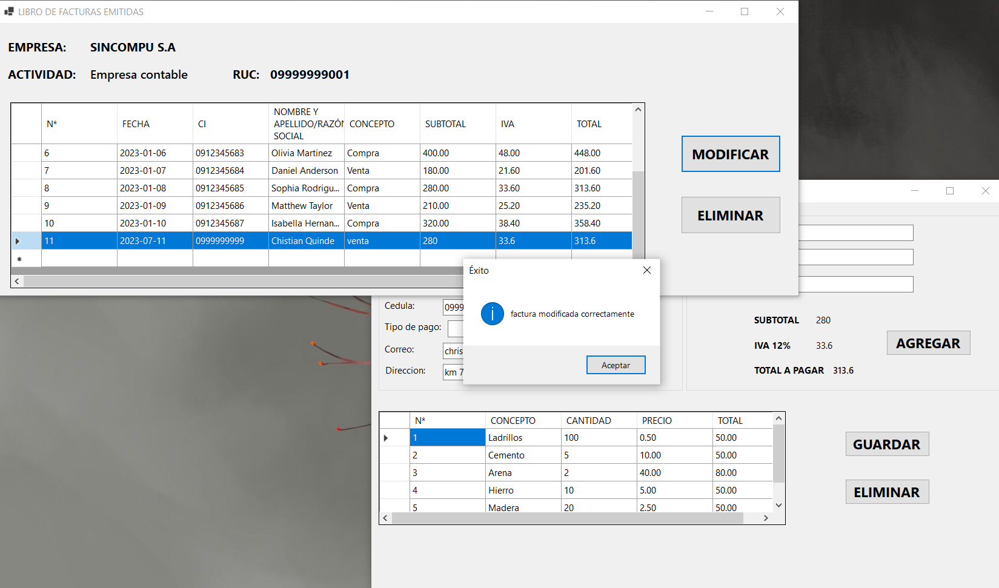 LIBRO DE FACTURAS EMITIDAS
EMPRESA: SINCOMPU S.A
ACTIVIDAD: Empresa contable RUC: 09999999001
N* FECHA CI NOMBRE Y APELLIDO/RAZÓN SOCIAL CONCEPTO SUBTOTAL IVA TOTAL
6 2023-01-06 0912345683 Olivia Martinez Compra 400.00 48.00 448.00
7 2023-01-07 0912345684 Daniel Anderson Venta 180.00 21.60 201.60
8 2023-01-08 0912345685 Sophia Rodrigu... Compra 280.00 33.60 313.60
9 2023-01-09 0912345686 Matthew Taylor Venta 210.00 25.20 235.20
10 2023-01-10 0912345687 Isabella Hernan... Compra 320.00 38.40 358.40
11 2023-07-11 0999999999 Chistian Quinde venta 280 33.6 313.6
MODIFICAR
ELIMINAR
Éxito
factura modificada correctamente
Aceptar
Cedula: 0999
Tipo de pago:
Correo: chris
Direccion: km 7
SUBTOTAL 280
IVA 12% 33.6
TOTAL A PAGAR 313.6
AGREGAR
N* CONCEPTO CANTIDAD PRECIO TOTAL
1 Ladrillos 100 0.50 50.00
2 Cemento 5 10.00 50.00
3 Arena 2 40.00 80.00
4 Hierro 10 5.00 50.00
5 Madera 20 2.50 50.00
GUARDAR
ELIMINAR